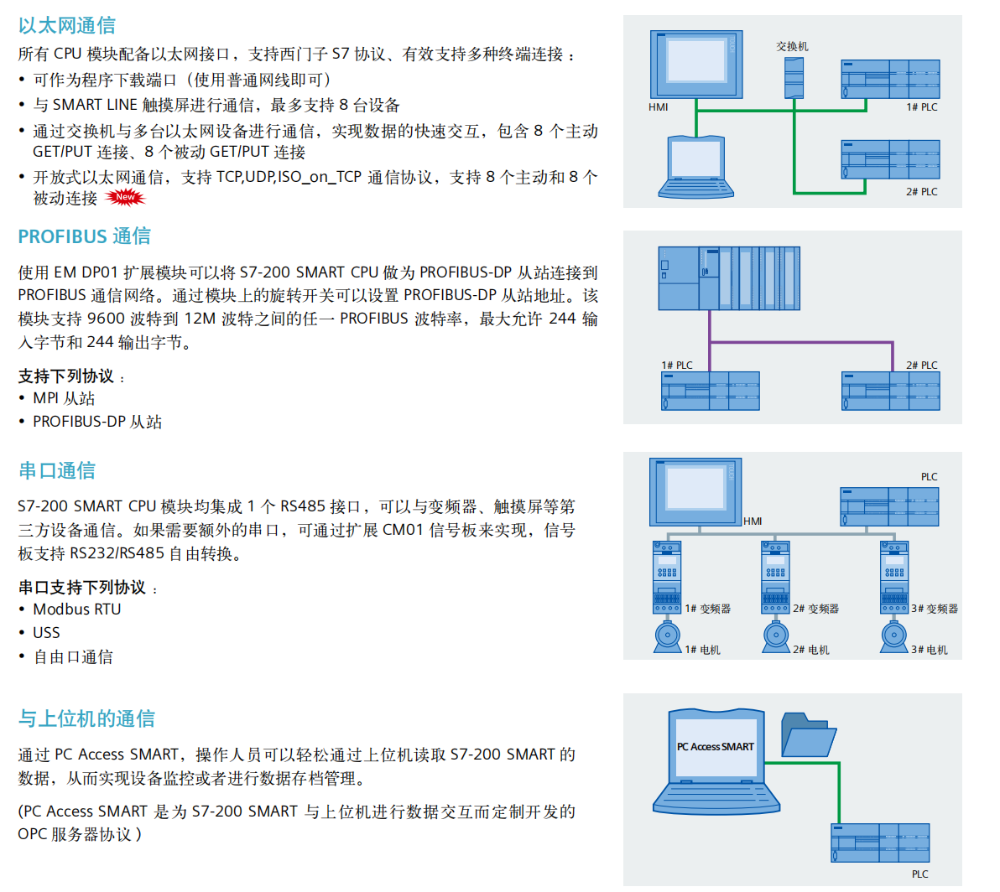 以太网通信
所有 CPU 模块配备以太网接口，支持西门子 S7 协议、有效支持多种终端连接：
• 可作为程序下载端口（使用普通网线即可）
• 与 SMART LINE 触摸屏进行通信，最多支持 8 台设备
• 通过交换机与多台以太网设备进行通信，实现数据的快速交互，包含 8 个主动
GET/PUT 连接、8 个被动 GET/PUT 连接
• 开放式以太网通信，支持 TCP,UDP,ISO_on_TCP 通信协议，支持 8 个主动和 8 个
被动连接 New
交换机
HMI
1# PLC
2# PLC
PROFIBUS 通信
使用 EM DP01 扩展模块可以将 S7-200 SMART CPU 做为 PROFIBUS-DP 从站连接到
PROFIBUS 通信网络。通过模块上的旋转开关可以设置 PROFIBUS-DP 从站地址。该
模块支持 9600 波特到 12M 波特之间的任一 PROFIBUS 波特率，最大允许 244 输
入字节和 244 输出字节。
支持下列协议：
• MPI 从站
• PROFIBUS-DP 从站
1# PLC
2# PLC
串口通信
S7-200 SMART CPU 模块均集成 1 个 RS485 接口，可以与变频器、触摸屏等第
三方设备通信。如果需要额外的串口，可通过扩展 CM01 信号板来实现，信号
板支持 RS232/RS485 自由转换。
串口支持下列协议：
• Modbus RTU
• USS
• 自由口通信
PLC
HMI
1# 变频器
2# 变频器
3# 变频器
1# 电机
2# 电机
3# 电机
与上位机的通信
通过 PC Access SMART，操作人员可以轻松通过上位机读取 S7-200 SMART 的
数据，从而实现设备监控或者进行数据存档管理。
(PC Access SMART 是为 S7-200 SMART 与上位机进行数据交互而定制开发的
OPC 服务器协议 )
PC Access SMART
PLC